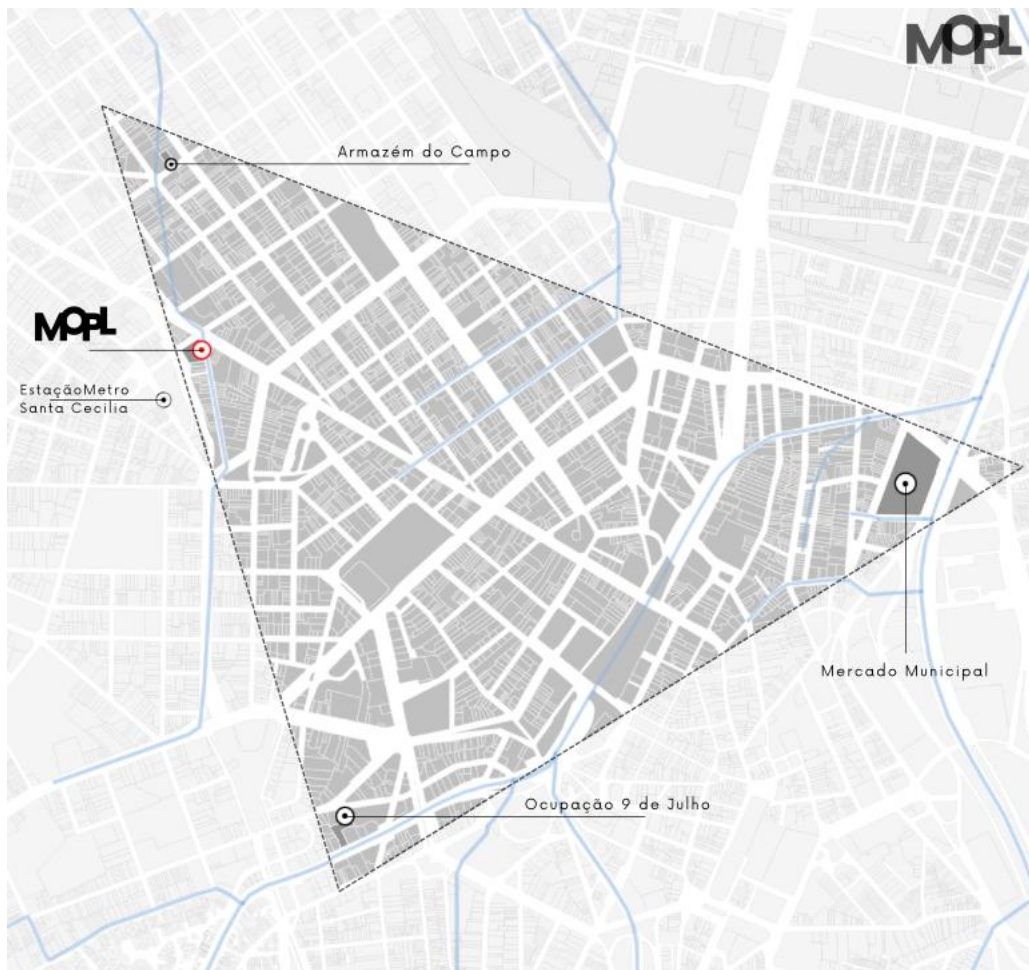 MOPL
Armazém do Campo
MOPL
EstaçãoMetro
Santa Cecilia
Mercado Municipal
Ocupação 9 de Julho